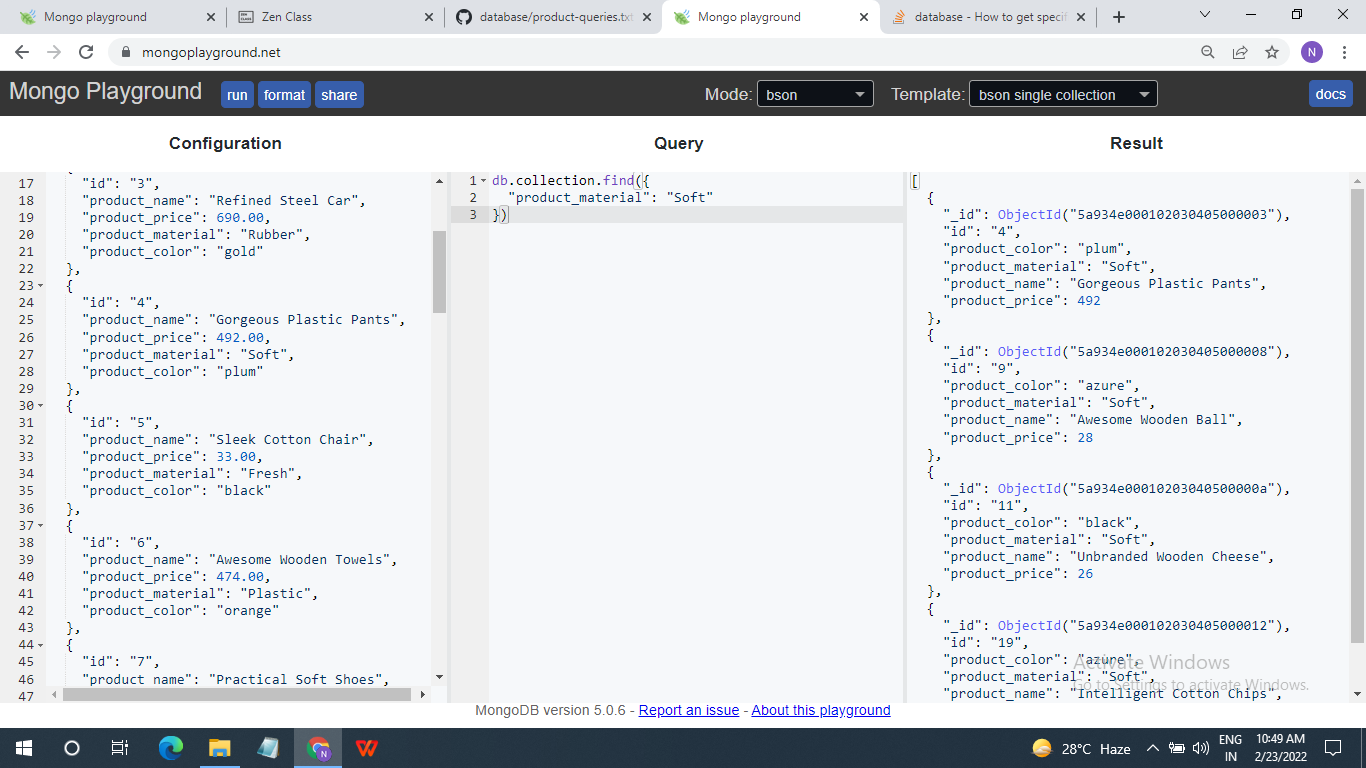 Mongo playground
Zen Class
database/product-queries.txt
Mongo playground
database - How to get specif
mongoplayground.net
N
Mongo Playground
run
format
share
Mode:
bson
Template:
bson single collection
docs
Configuration
Query
Result
17 "id": "3",
18 "product_name": "Refined Steel Car",
19 "product_price": 690.00,
20 "product_material": "Rubber",
21 "product_color": "gold"
22 },
23 {
24 "id": "4",
25 "product_name": "Gorgeous Plastic Pants",
26 "product_price": 492.00,
27 "product_material": "Soft",
28 "product_color": "plum"
29 },
30 {
31 "id": "5",
32 "product_name": "Sleek Cotton Chair",
33 "product_price": 33.00,
34 "product_material": "Fresh",
35 "product_color": "black"
36 },
37 {
38 "id": "6",
39 "product_name": "Awesome Wooden Towels",
40 "product_price": 474.00,
41 "product_material": "Plastic",
42 "product_color": "orange"
43 },
44 {
45 "id": "7",
46 "product_name": "Practical Soft Shoes",
47
1 db.collection.find({
2 "product_material": "Soft"
3 })
[
{
"_id": ObjectId("5a934e000102030405000003"),
"id": "4",
"product_color": "plum",
"product_material": "Soft",
"product_name": "Gorgeous Plastic Pants",
"product_price": 492
},
{
"_id": ObjectId("5a934e000102030405000008"),
"id": "9",
"product_color": "azure",
"product_material": "Soft",
"product_name": "Awesome Wooden Ball",
"product_price": 28
},
{
"_id": ObjectId("5a934e00010203040500000a"),
"id": "11",
"product_color": "black",
"product_material": "Soft",
"product_name": "Unbranded Wooden Cheese",
"product_price": 26
},
{
"_id": ObjectId("5a934e000102030405000012"),
"id": "19",
"product_color": "azure",
"product_material": "Soft",
"product_name": "Intelligent Cotton Chips",
Activate Windows
Go to Settings to activate Windows.
MongoDB version 5.0.6 - Report an issue - About this playground
28°C Haze
ENG
IN
10:49 AM
2/23/2022